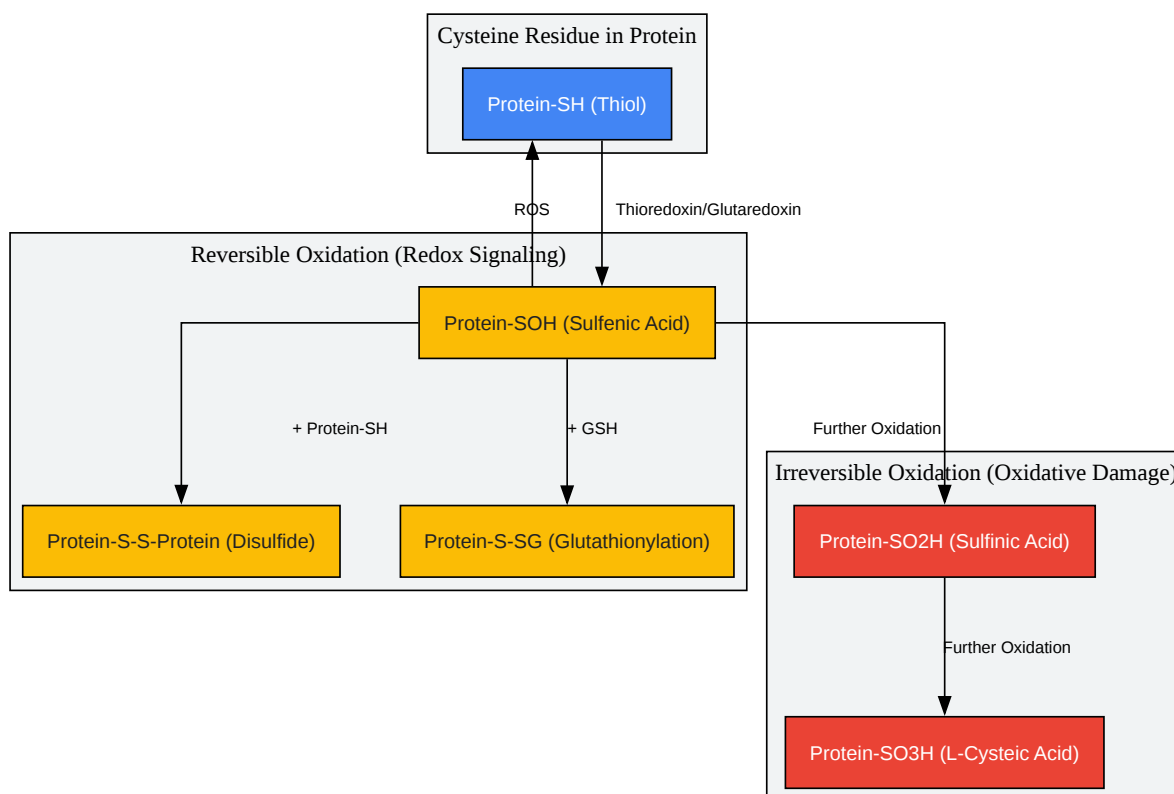 Cysteine Residue in Protein
Protein-SH (Thiol)
ROS
Thioredoxin/Glutaredoxin
Reversible Oxidation (Redox Signaling)
Protein-SOH (Sulfenic Acid)
+ Protein-SH
+ GSH
Further Oxidation
Irreversible Oxidation (Oxidative Damage)
Protein-S-S-Protein (Disulfide)
Protein-S-SG (Glutathionylation)
Protein-SO2H (Sulfinic Acid)
Further Oxidation
Protein-SO3H (L-Cysteic Acid)